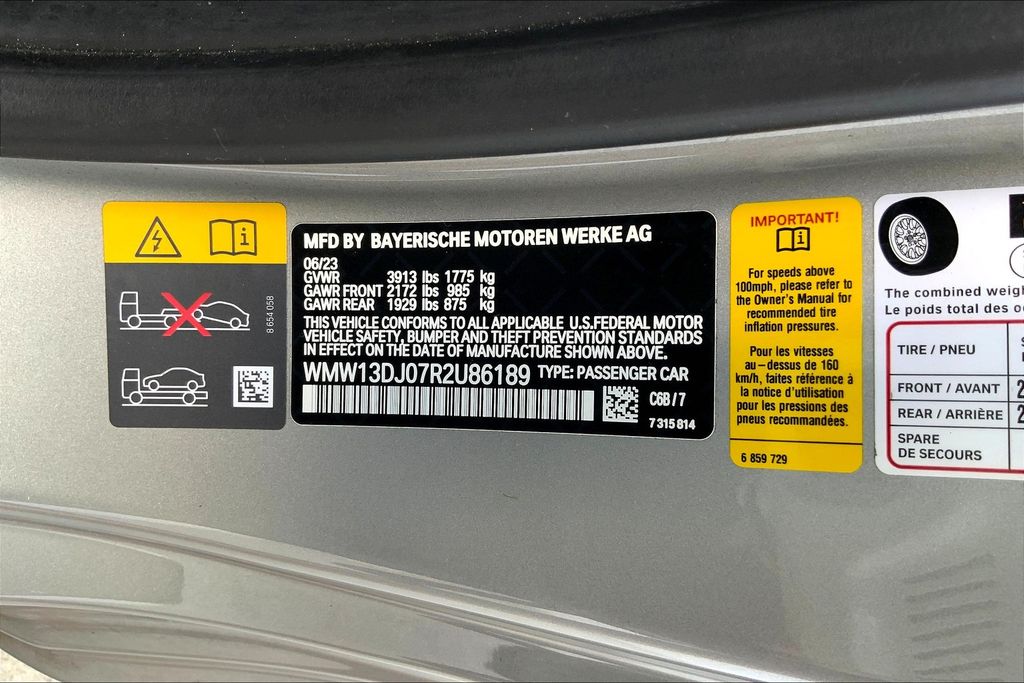 8 654 058
MFD BY BAYERISCHE MOTOREN WERKE AG
06/23
GVWR 3913 lbs 1775 kg
GAWR FRONT 2172 lbs 985 kg
GAWR REAR 1929 lbs 875 kg
THIS VEHICLE CONFORMS TO ALL APPLICABLE U.S.FEDERAL MOTOR
VEHICLE SAFETY, BUMPER AND THEFT PREVENTION STANDARDS
IN EFFECT ON THE DATE OF MANUFACTURE SHOWN ABOVE.
WMW13DJ07R2U86189 TYPE: PASSENGER CAR
C6B / 7
7 315 814
IMPORTANT!
For speeds above
100mph, please refer to
the Owner's Manual for
recommended tire
inflation pressures.
Pour les vitesses
au-dessus de 160
km/h, faites référence à
la notice d'utilisation
pour les pressions des
pneus recommandées.
6 859 729
The combined
Le poids total des
TIRE / PNEU
FRONT / AVANT 2
REAR / ARRIÈRE 2
SPARE
DE SECOURS